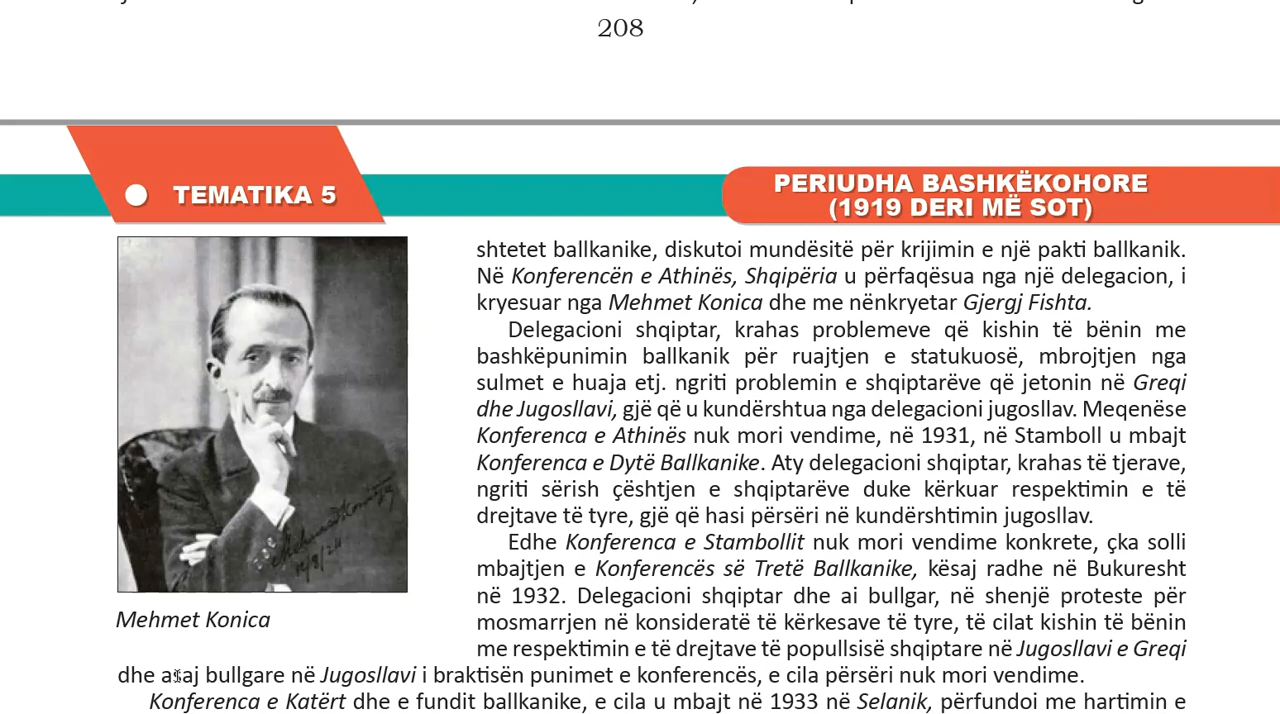 208
TEMATIKA 5
PERIUDHA BASHKËKOHORE
(1919 DERI MË SOT)
shtetet ballkanike, diskutoi mundësitë për krijimin e një pakti ballkanik.
Në Konferencën e Athinës, Shqipëria u përfaqësua nga një delegacion, i
kryesuar nga Mehmet Konica dhe me nënkryetar Gjergj Fishta.
Delegacioni shqiptar, krahas problemeve që kishin të bënin me
bashkëpunimin ballkanik për ruajtjen e statukuosë, mbrojtjen nga
sulmet e huaja etj. ngriti problemin e shqiptarëve që jetonin në Greqi
dhe Jugosllavi, gjë që u kundërshtua nga delegacioni jugosllav. Meqenëse
Konferenca e Athinës nuk mori vendime, në 1931, në Stamboll u mbajt
Konferenca e Dytë Ballkanike. Aty delegacioni shqiptar, krahas të tjerave,
ngriti sërish çështjen e shqiptarëve duke kërkuar respektimin e të
drejtave të tyre, gjë që hasi përsëri në kundërshtimin jugosllav.
Edhe Konferenca e Stambollit nuk mori vendime konkrete, çka solli
mbajtjen e Konferencës së Tretë Ballkanike, kësaj radhe në Bukuresht
në 1932. Delegacioni shqiptar dhe ai bullgar, në shenjë proteste për
mosmarrjen në konsideratë të kërkesave të tyre, të cilat kishin të bënin
me respektimin e të drejtave të popullsisë shqiptare në Jugosllavi e Greqi
Mehmet Konica
dhe asaj bullgare në Jugosllavi i braktisën punimet e konferencës, e cila përsëri nuk mori vendime.
Konferenca e Katërt dhe e fundit ballkanike, e cila u mbajt në 1933 në Selanik, përfundoi me hartimin e